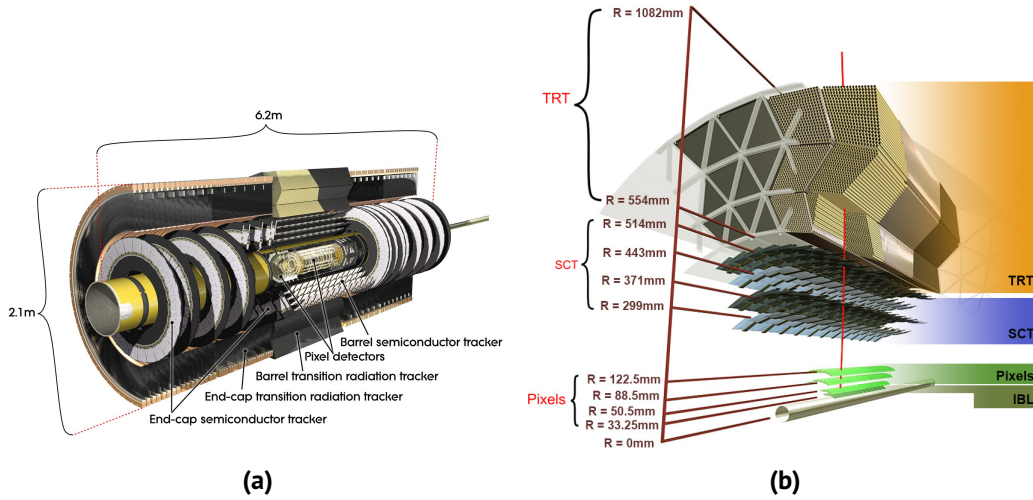 6.2m
2.1m
Barrel semiconductor tracker
Pixel detectors
Barrel transition radiation tracker
End-cap transition radiation tracker
End-cap semiconductor tracker
(a)
R = 1082mm
TRT
R = 554mm
R = 514mm
SCT
R = 443mm
R = 371mm
R = 299mm
TRT
SCT
Pixels
R = 122.5mm
R = 88.5mm
R = 50.5mm
R = 33.25mm
R = 0mm
Pixels
IBL
(b)